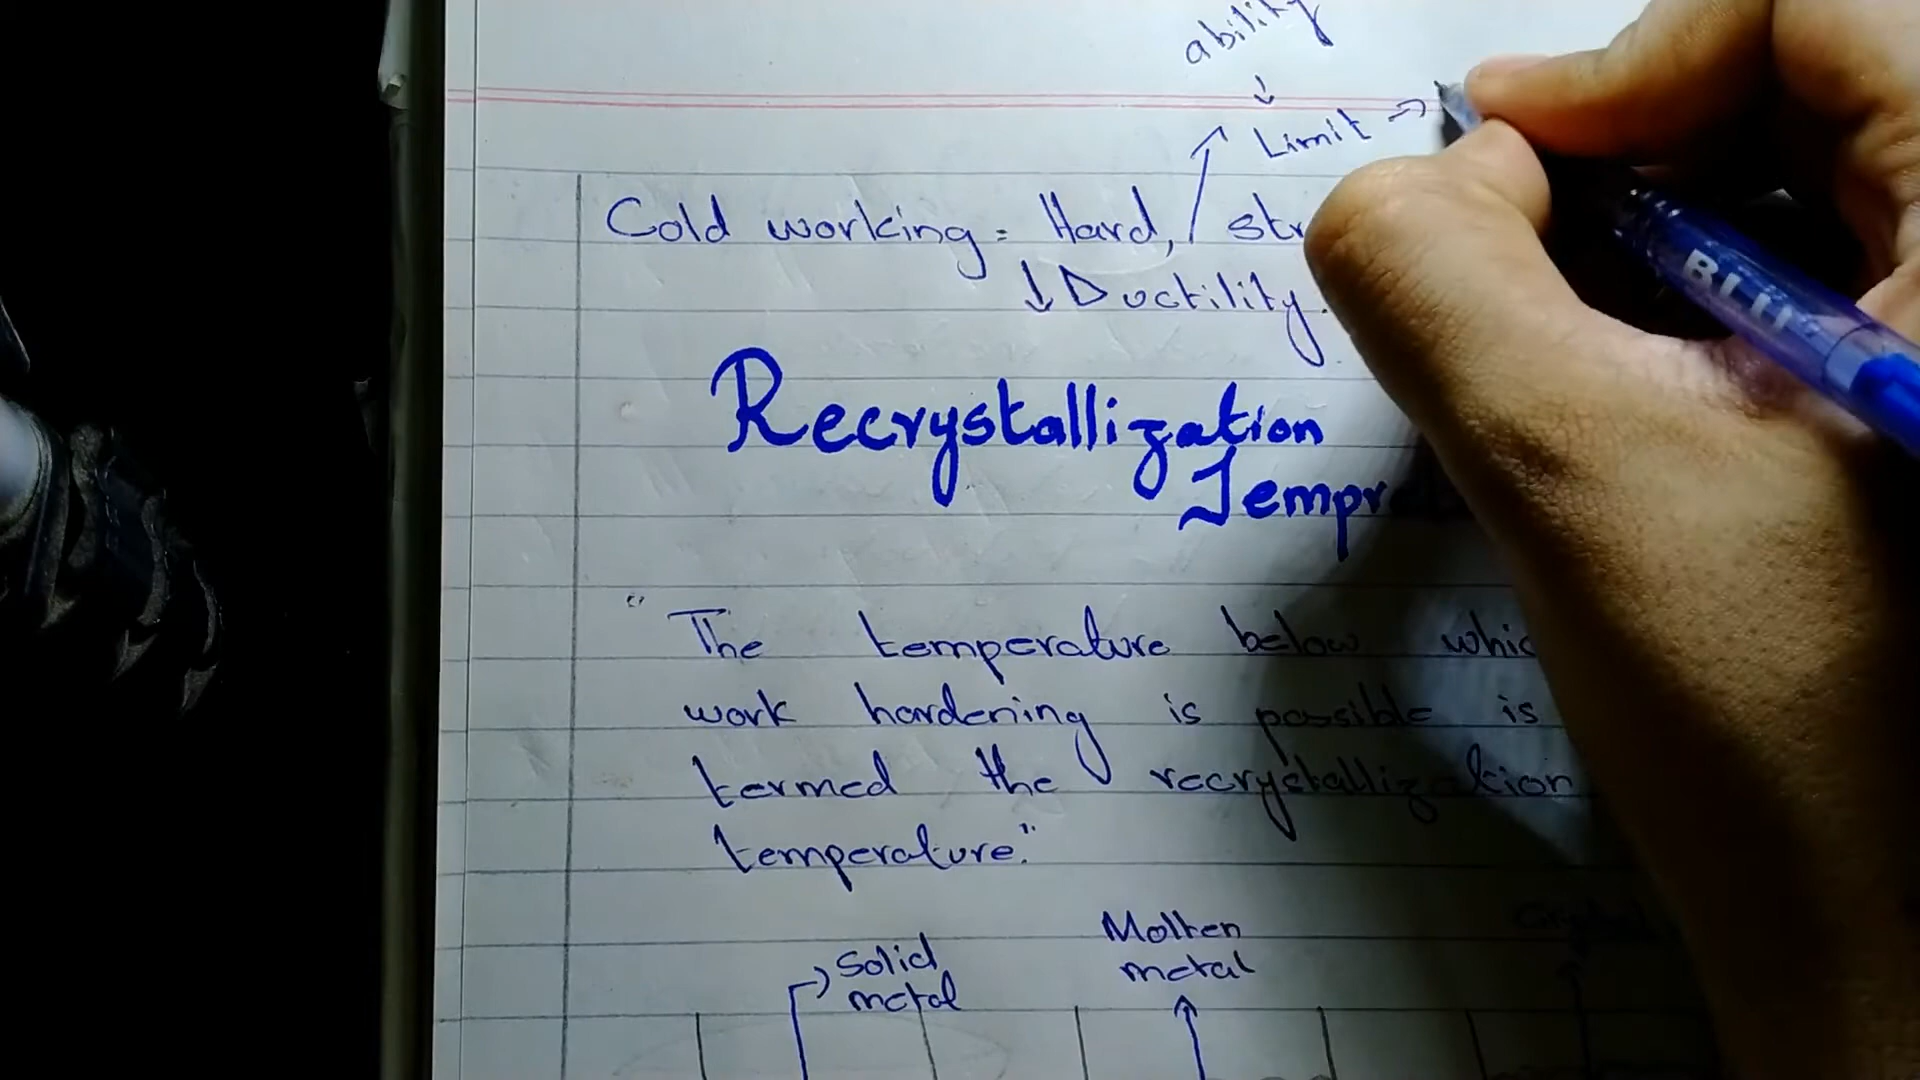 ability
↓
Limit →
Cold working = Hard, str
↓ Ductility.
Recrystallization
Tempr
"The temperature below whic
work hardening is possible is
termed the recrystallization
temperature."
Solid
metal
Molten
metal
BLU